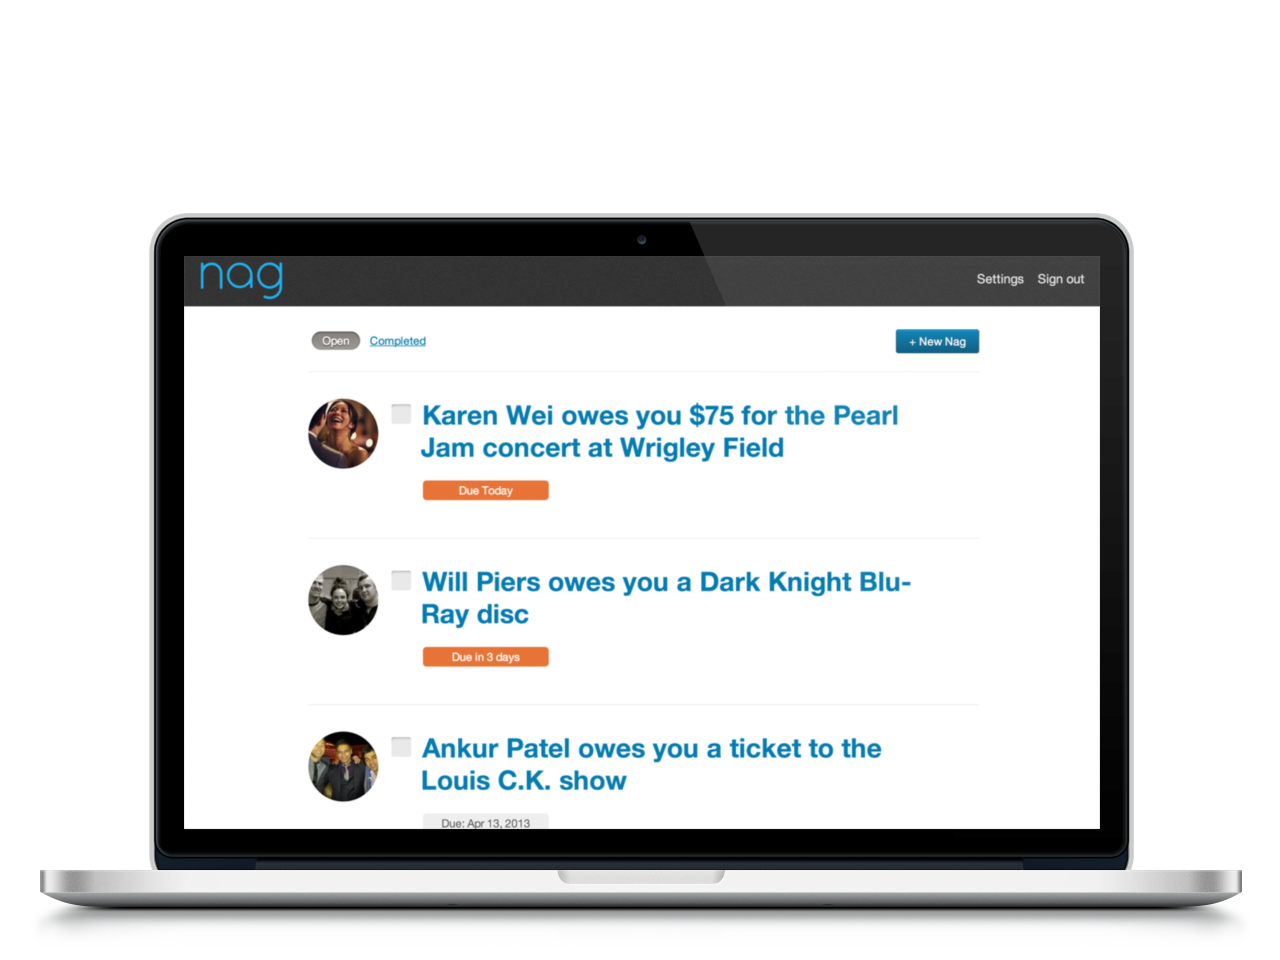 nag
Settings Sign out
Open Completed + New Nag
Karen Wei owes you $75 for the Pearl
Jam concert at Wrigley Field
Due Today
Will Piers owes you a Dark Knight Blu-
Ray disc
Due in 3 days
Ankur Patel owes you a ticket to the
Louis C.K. show
Due: Apr 13, 2013